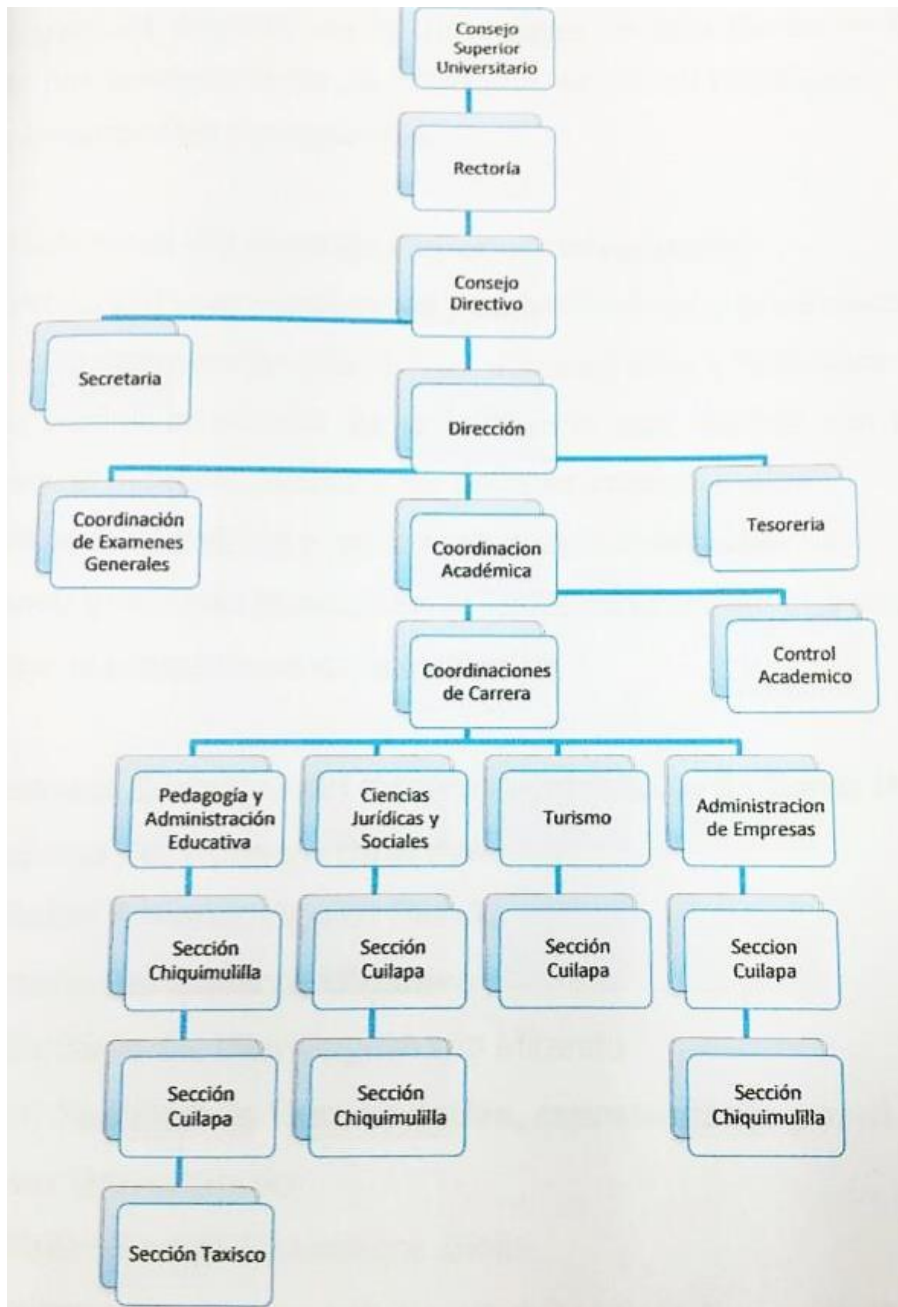 Consejo
Superior
Universitario
Rectoría
Consejo
Directivo
Secretaria
Dirección
Coordinación
de Examenes
Generales
Coordinacion
Académica
Tesoreria
Coordinaciones
de Carrera
Control
Academico
Pedagogía y
Administración
Educativa
Ciencias
Jurídicas y
Sociales
Turismo
Administracion
de Empresas
Sección
Chiquimulilla
Sección
Cuilapa
Sección
Cuilapa
Seccion
Cuilapa
Sección
Cuilapa
Sección
Chiquimulilla
Sección
Chiquimulilla
Sección Taxisco